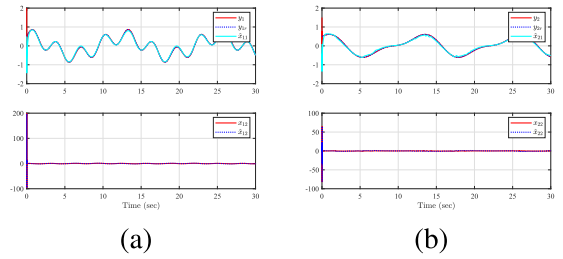 2
1
0
-1
-2
0 5 10 15 20 25 30
y₁
y₁ᵣ
x̂₁₁
200
100
0
-100
0 5 10 15 20 25 30
Time (sec)
x₁₂
x̂₁₂
(a)
2
1
0
-1
-2
0 5 10 15 20 25 30
y₂
y₂ᵣ
x̂₂₁
100
50
0
-50
-100
0 5 10 15 20 25 30
Time (sec)
x₂₂
x̂₂₂
(b)